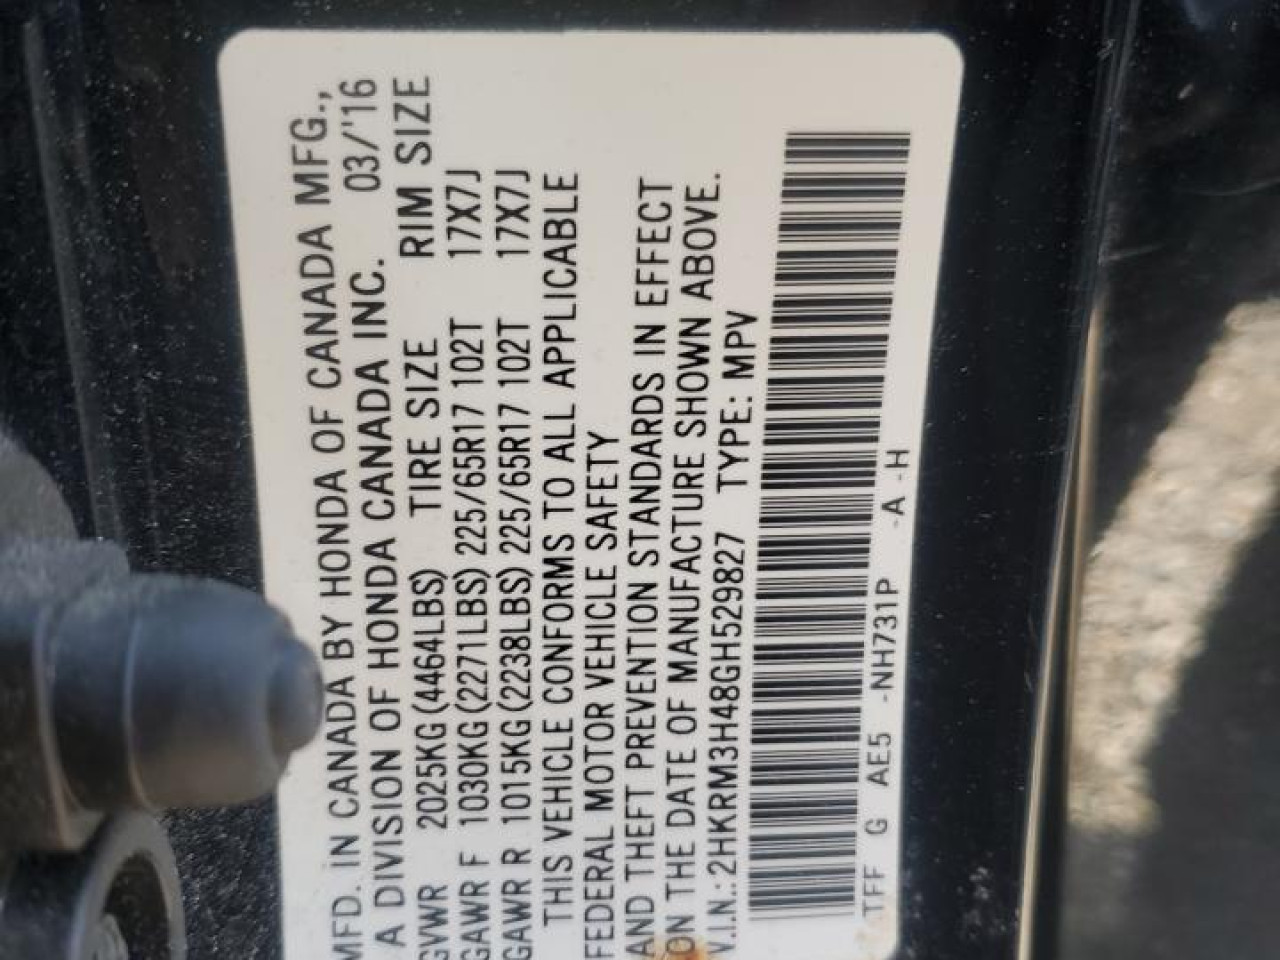 MFD. IN CANADA BY HONDA OF CANADA MFG.,
A DIVISION OF HONDA CANADA INC. 03/'16
GVWR 2025KG (4464LBS) TIRE SIZE RIM SIZE
GAWR F 1030KG (2271LBS) 225/65R17 102T 17X7J
GAWR R 1015KG (2238LBS) 225/65R17 102T 17X7J
THIS VEHICLE CONFORMS TO ALL APPLICABLE
FEDERAL MOTOR VEHICLE SAFETY
AND THEFT PREVENTION STANDARDS IN EFFECT
ON THE DATE OF MANUFACTURE SHOWN ABOVE.
V.I.N.: 2HKRM3H48GH529827 TYPE: MPV
TFF G AE5 -NH731P -A -H